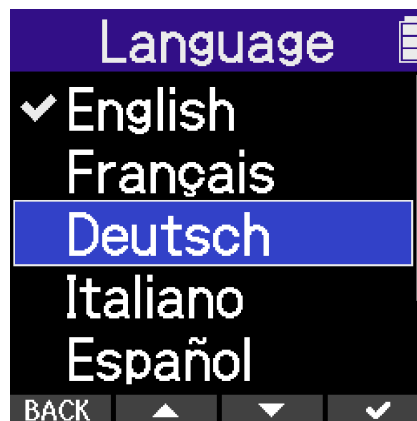 Language
English
Français
Deutsch
Italiano
Español
BACK